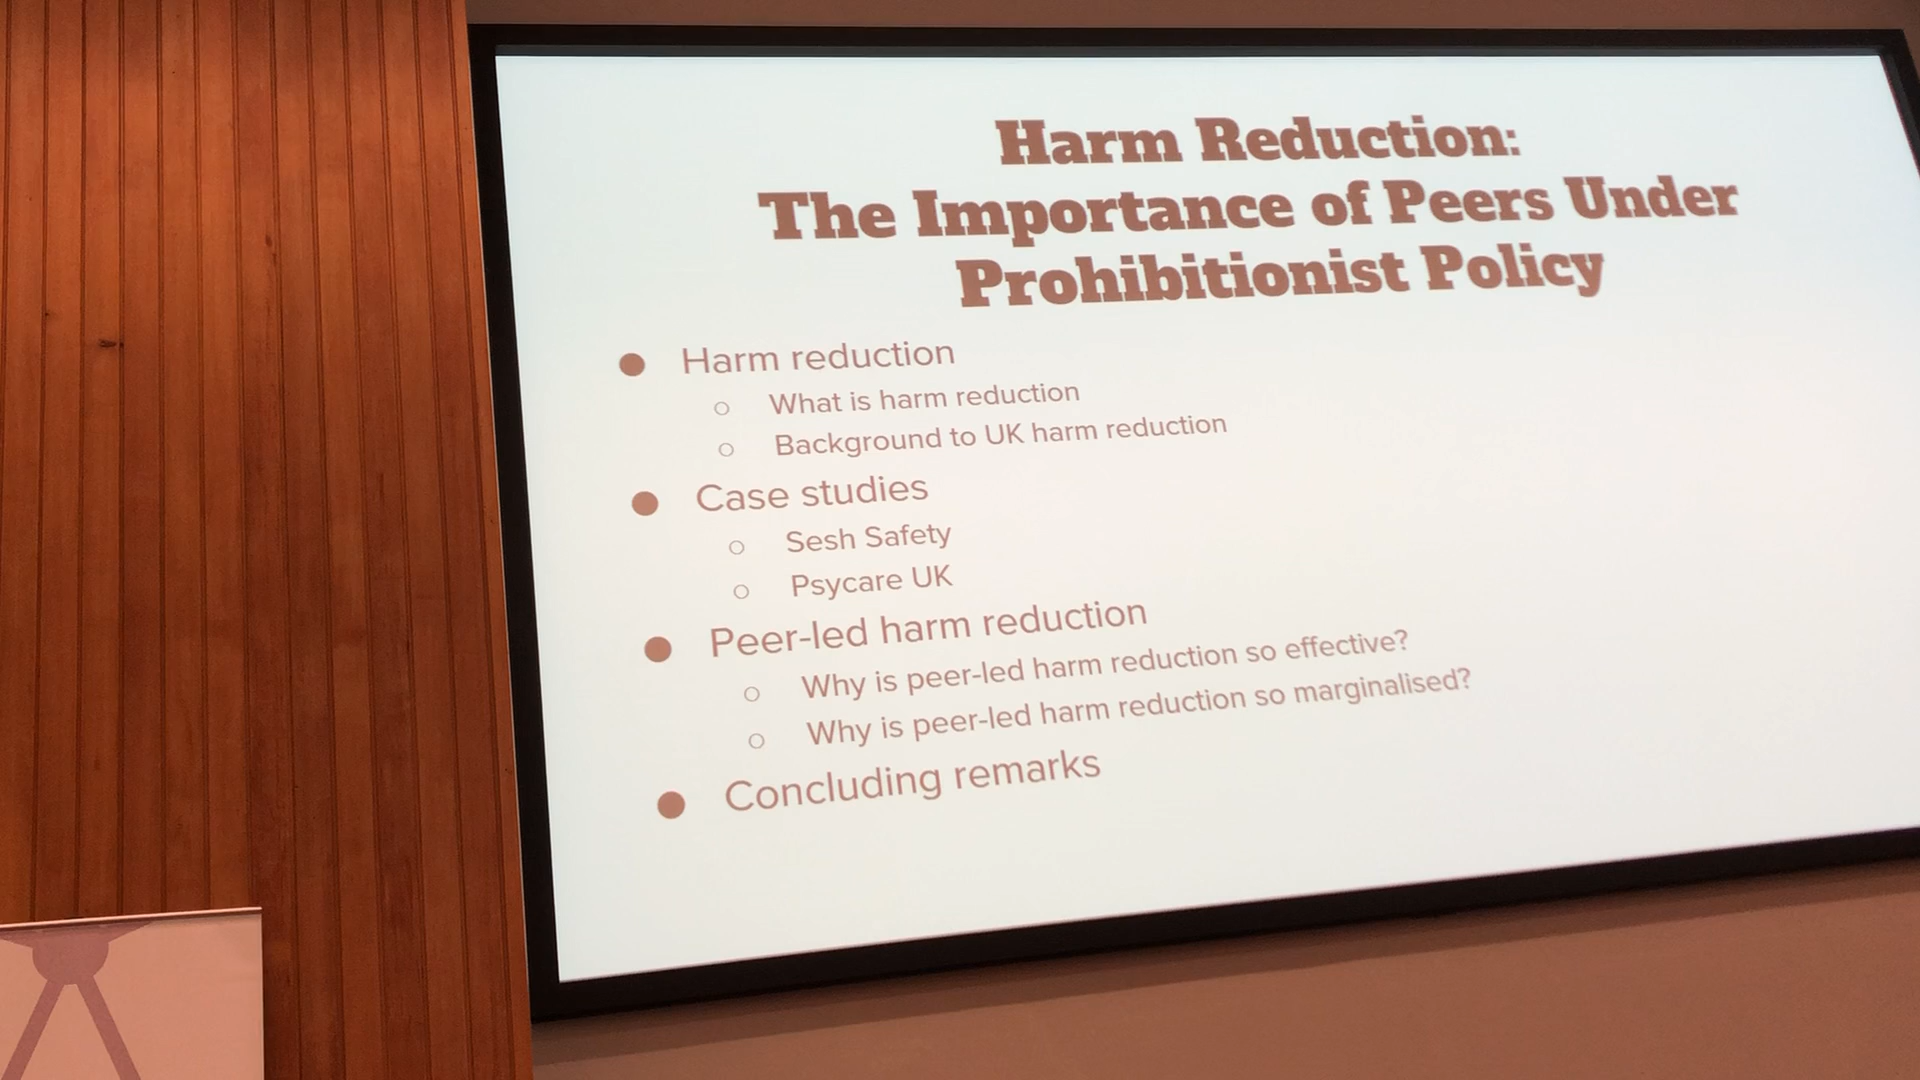 Harm Reduction:
The Importance of Peers Under
Prohibitionist Policy
● Harm reduction
○ What is harm reduction
○ Background to UK harm reduction
● Case studies
○ Sesh Safety
○ Psycare UK
● Peer-led harm reduction
○ Why is peer-led harm reduction so effective?
○ Why is peer-led harm reduction so marginalised?
● Concluding remarks